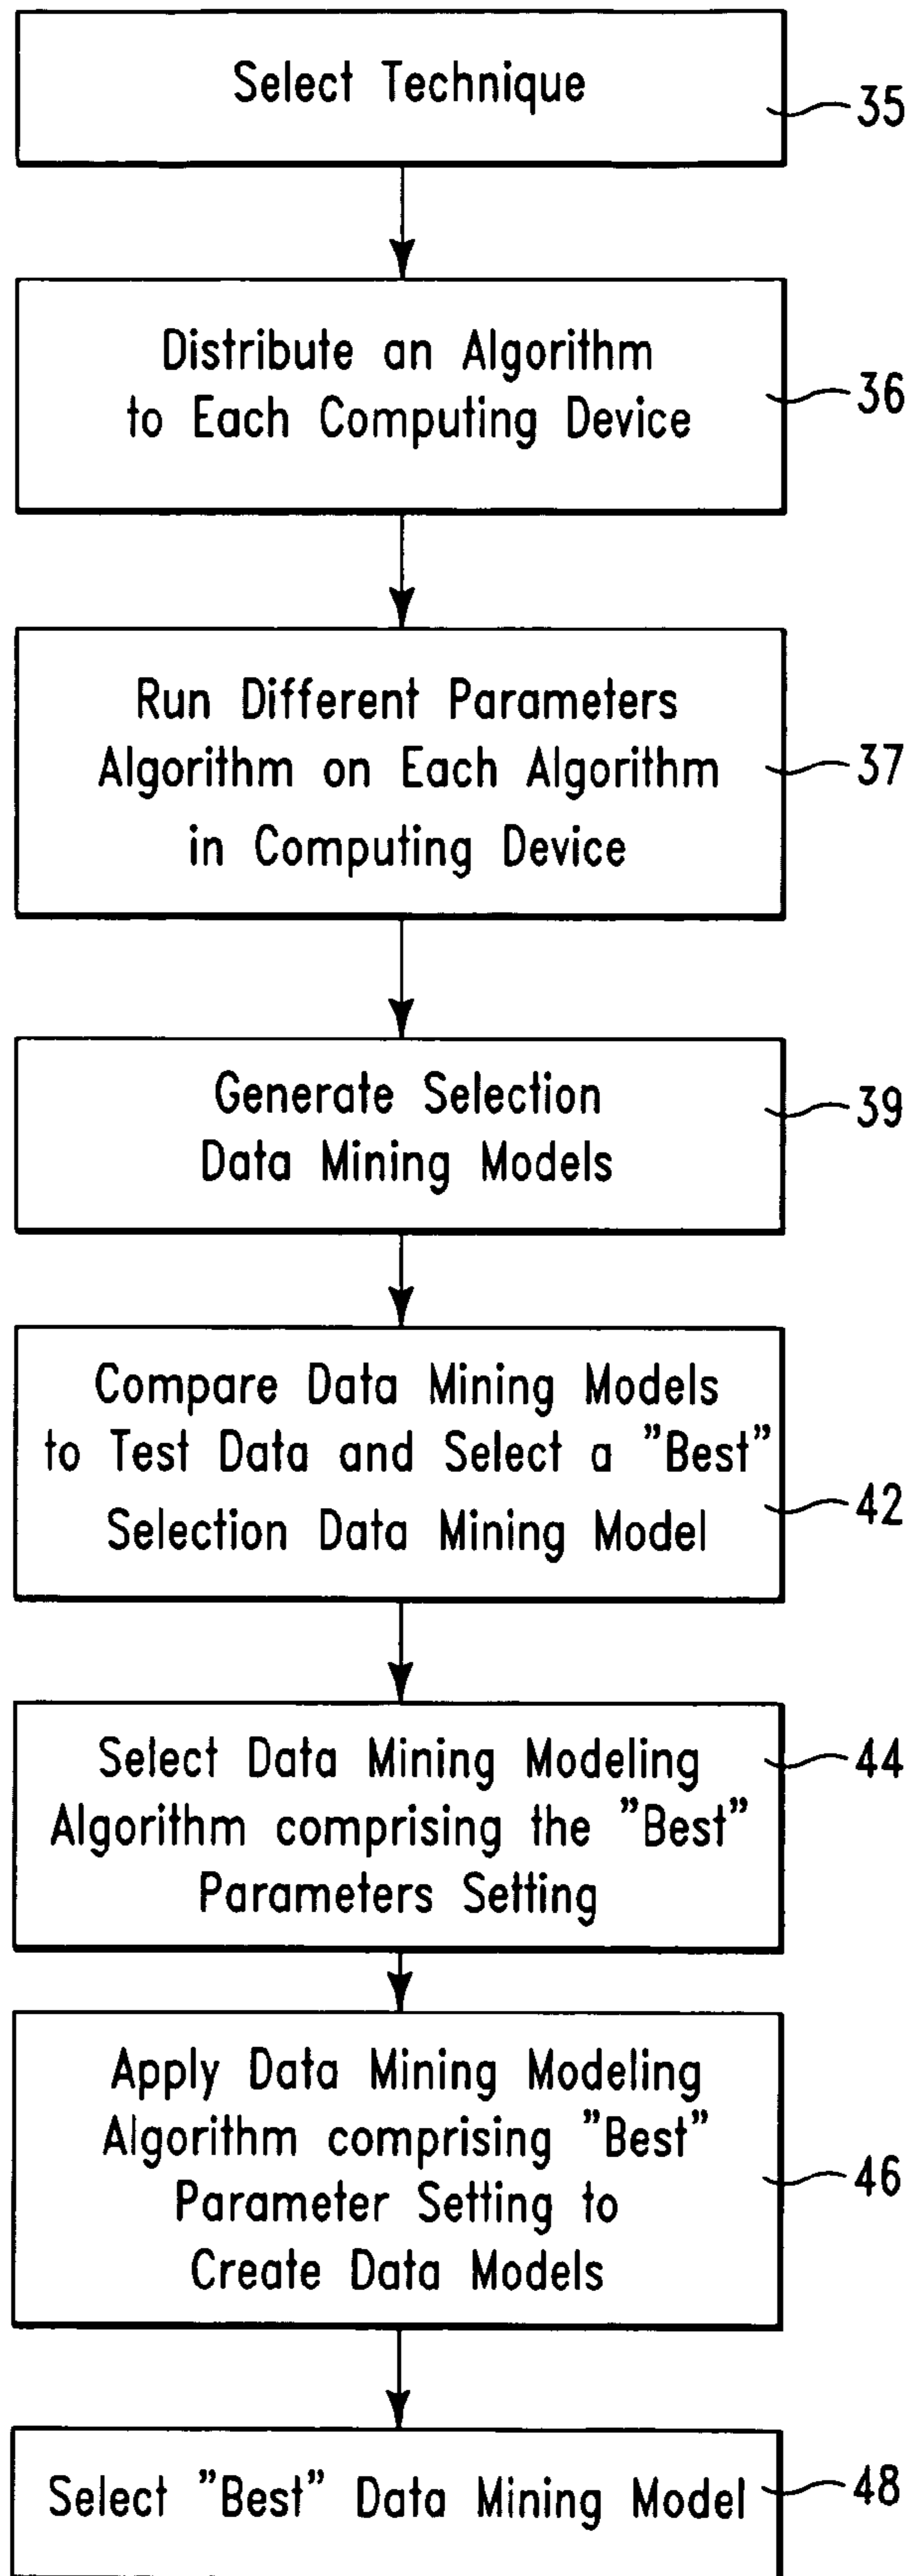 Select Technique
35
Distribute an Algorithm
to Each Computing Device
36
Run Different Parameters
Algorithm on Each Algorithm
in Computing Device
37
Generate Selection
Data Mining Models
39
Compare Data Mining Models
to Test Data and Select a ”Best”
Selection Data Mining Model
42
Select Data Mining Modeling
Algorithm comprising the ”Best”
Parameters Setting
44
Apply Data Mining Modeling
Algorithm comprising ”Best”
Parameter Setting to
Create Data Models
46
Select ”Best” Data Mining Model
48